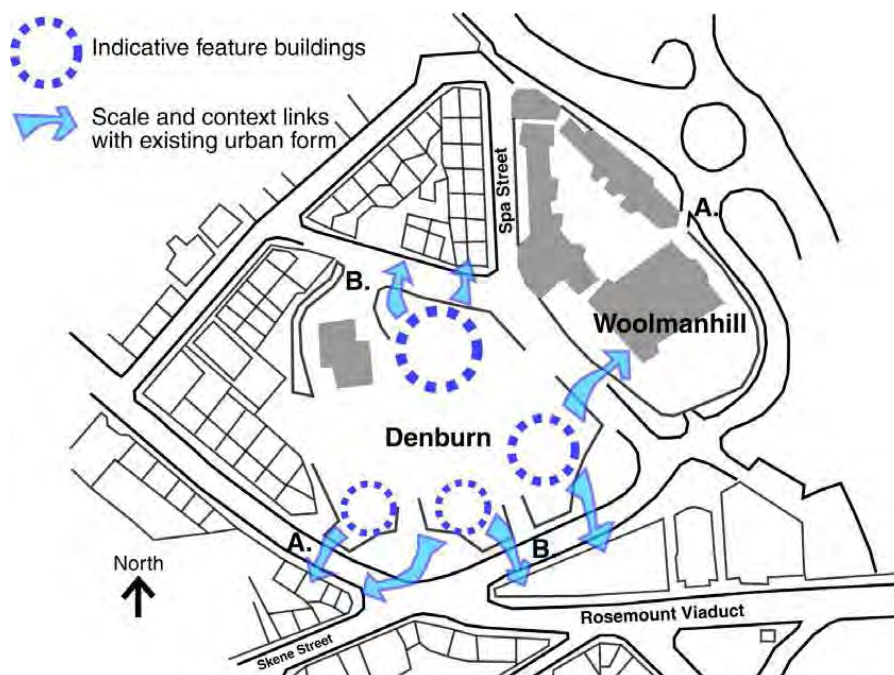 Indicative feature buildings
Scale and context links
with existing urban form
Spa Street
A.
B.
Woolmanhill
Denburn
A.
B.
North
Rosemount Viaduct
Skene Street